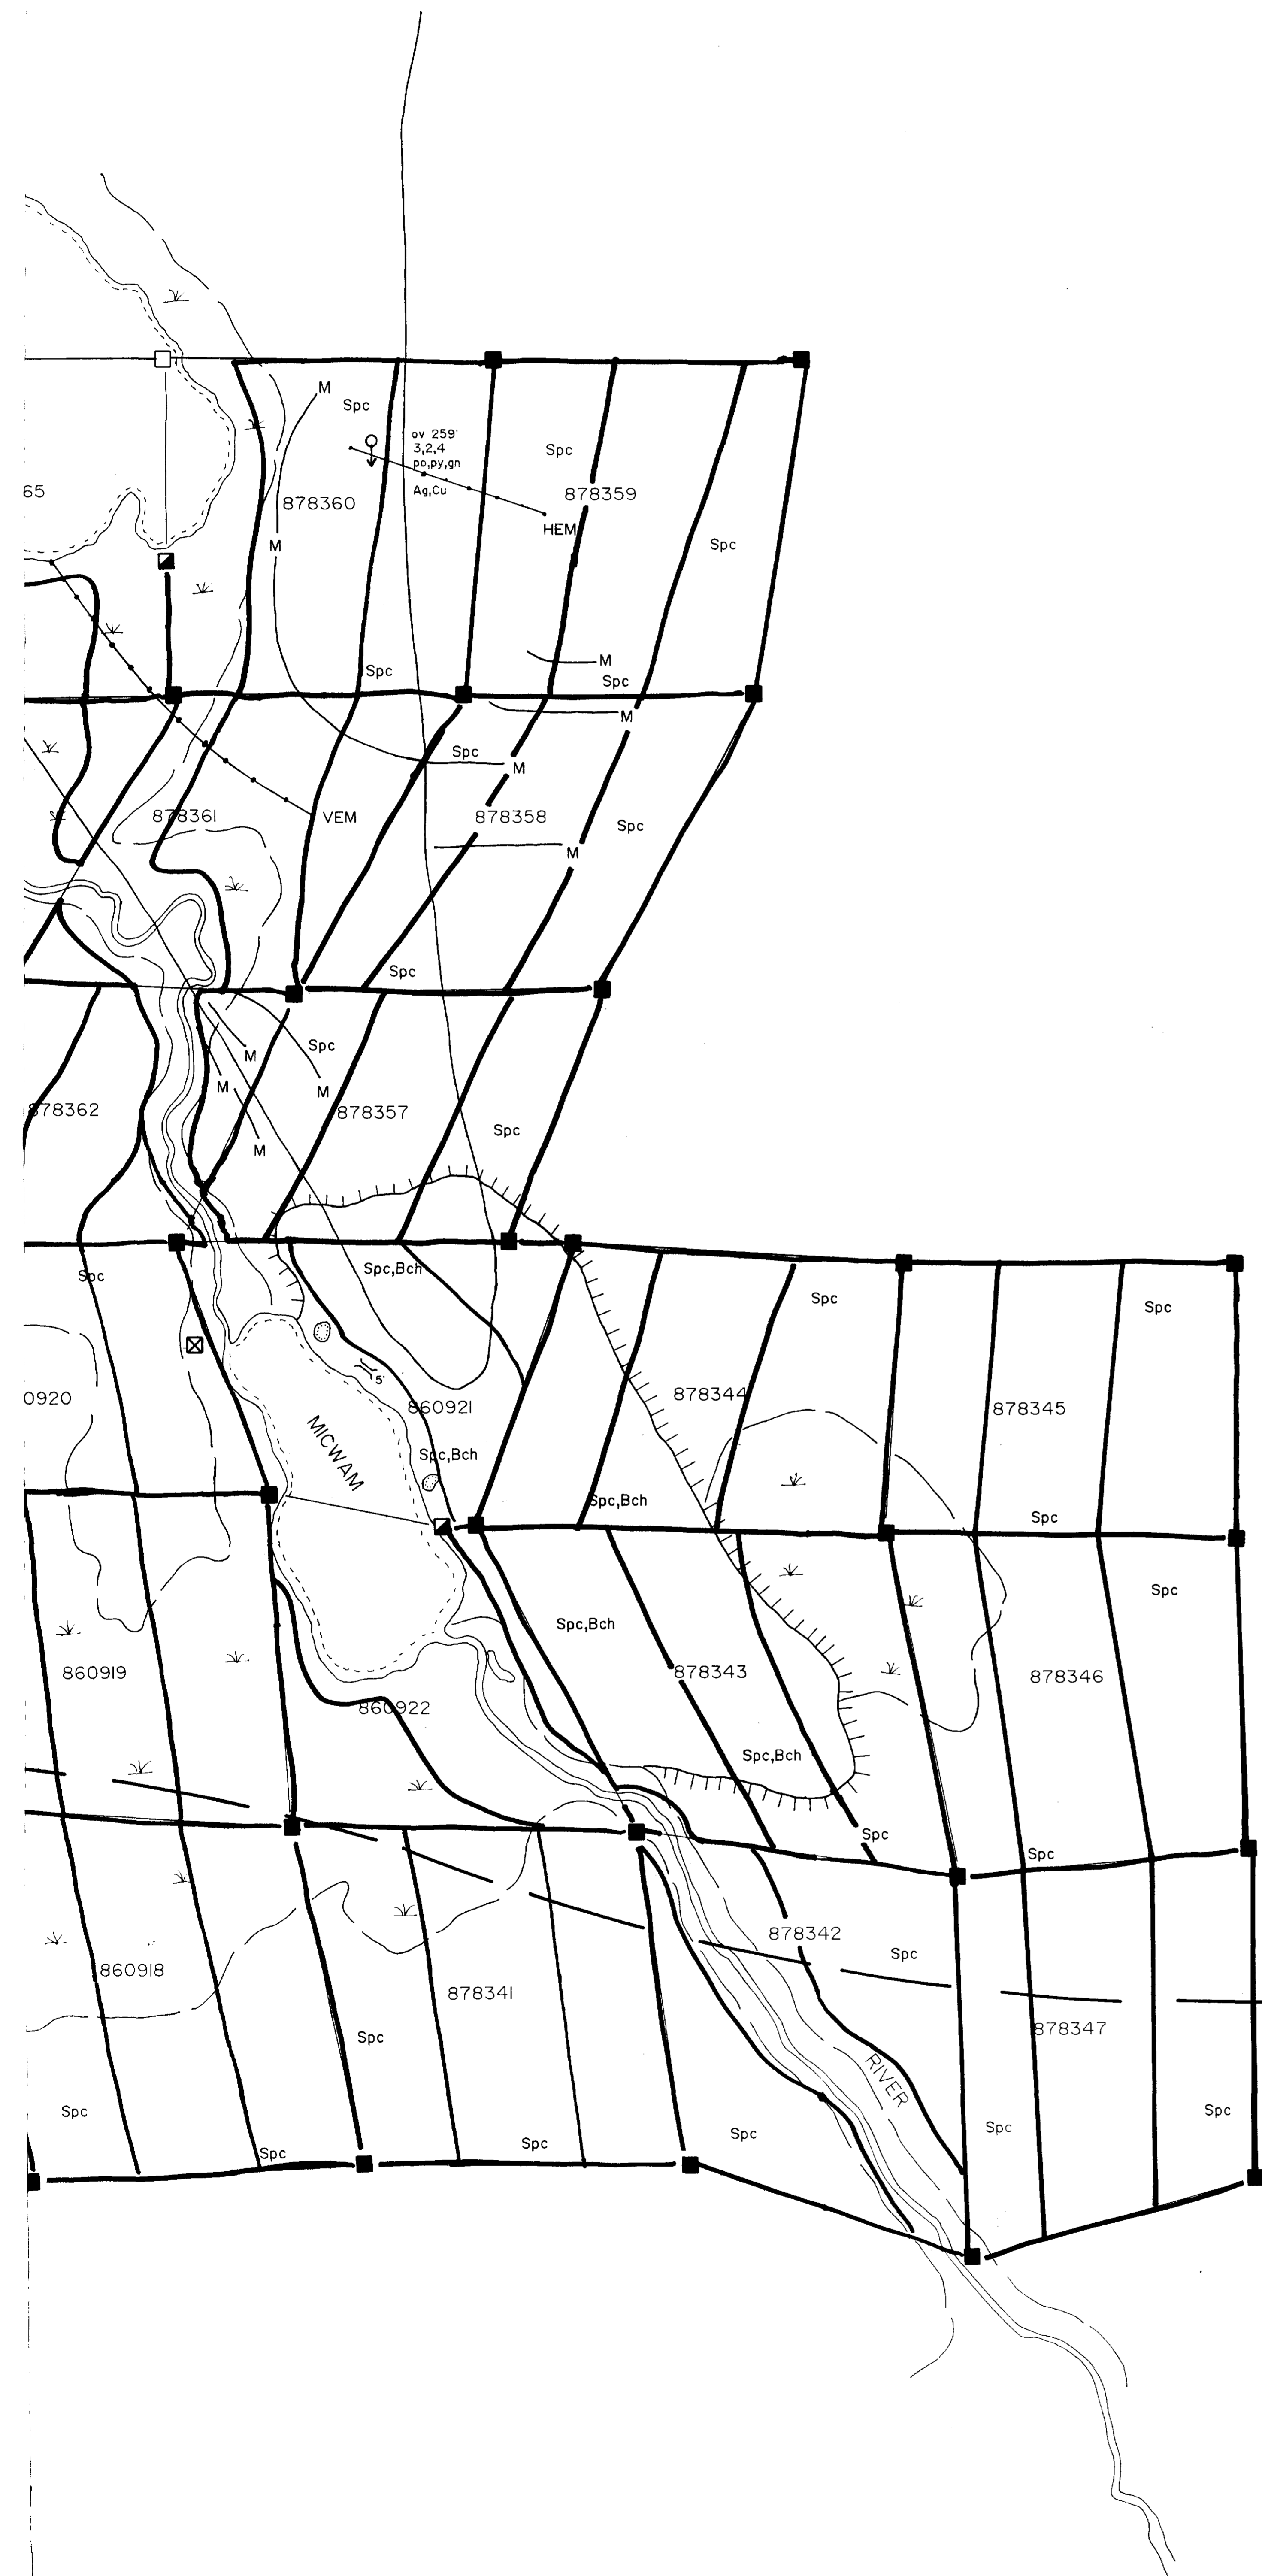 M
Spc
ov 259'
3,2,4
po,py,gn
Ag,Cu
Spc
65
878360
878359
HEM
M
Spc
M
Spc
Spc
M
Spc
M
878361
VEM
878358
Spc
M
Spc
Spc
M
M
M
878362
878357
Spc
M
Spc,Bch
Spc
Spc
Spc
5'
0920
878344
860921
878345
MICWAM
Spc,Bch
Spc,Bch
Spc
Spc
Spc,Bch
860919
878343
878346
860922
Spc,Bch
Spc
Spc
878342
Spc
860918
878341
878347
Spc
RIVER
Spc
Spc
Spc
Spc
Spc
Spc